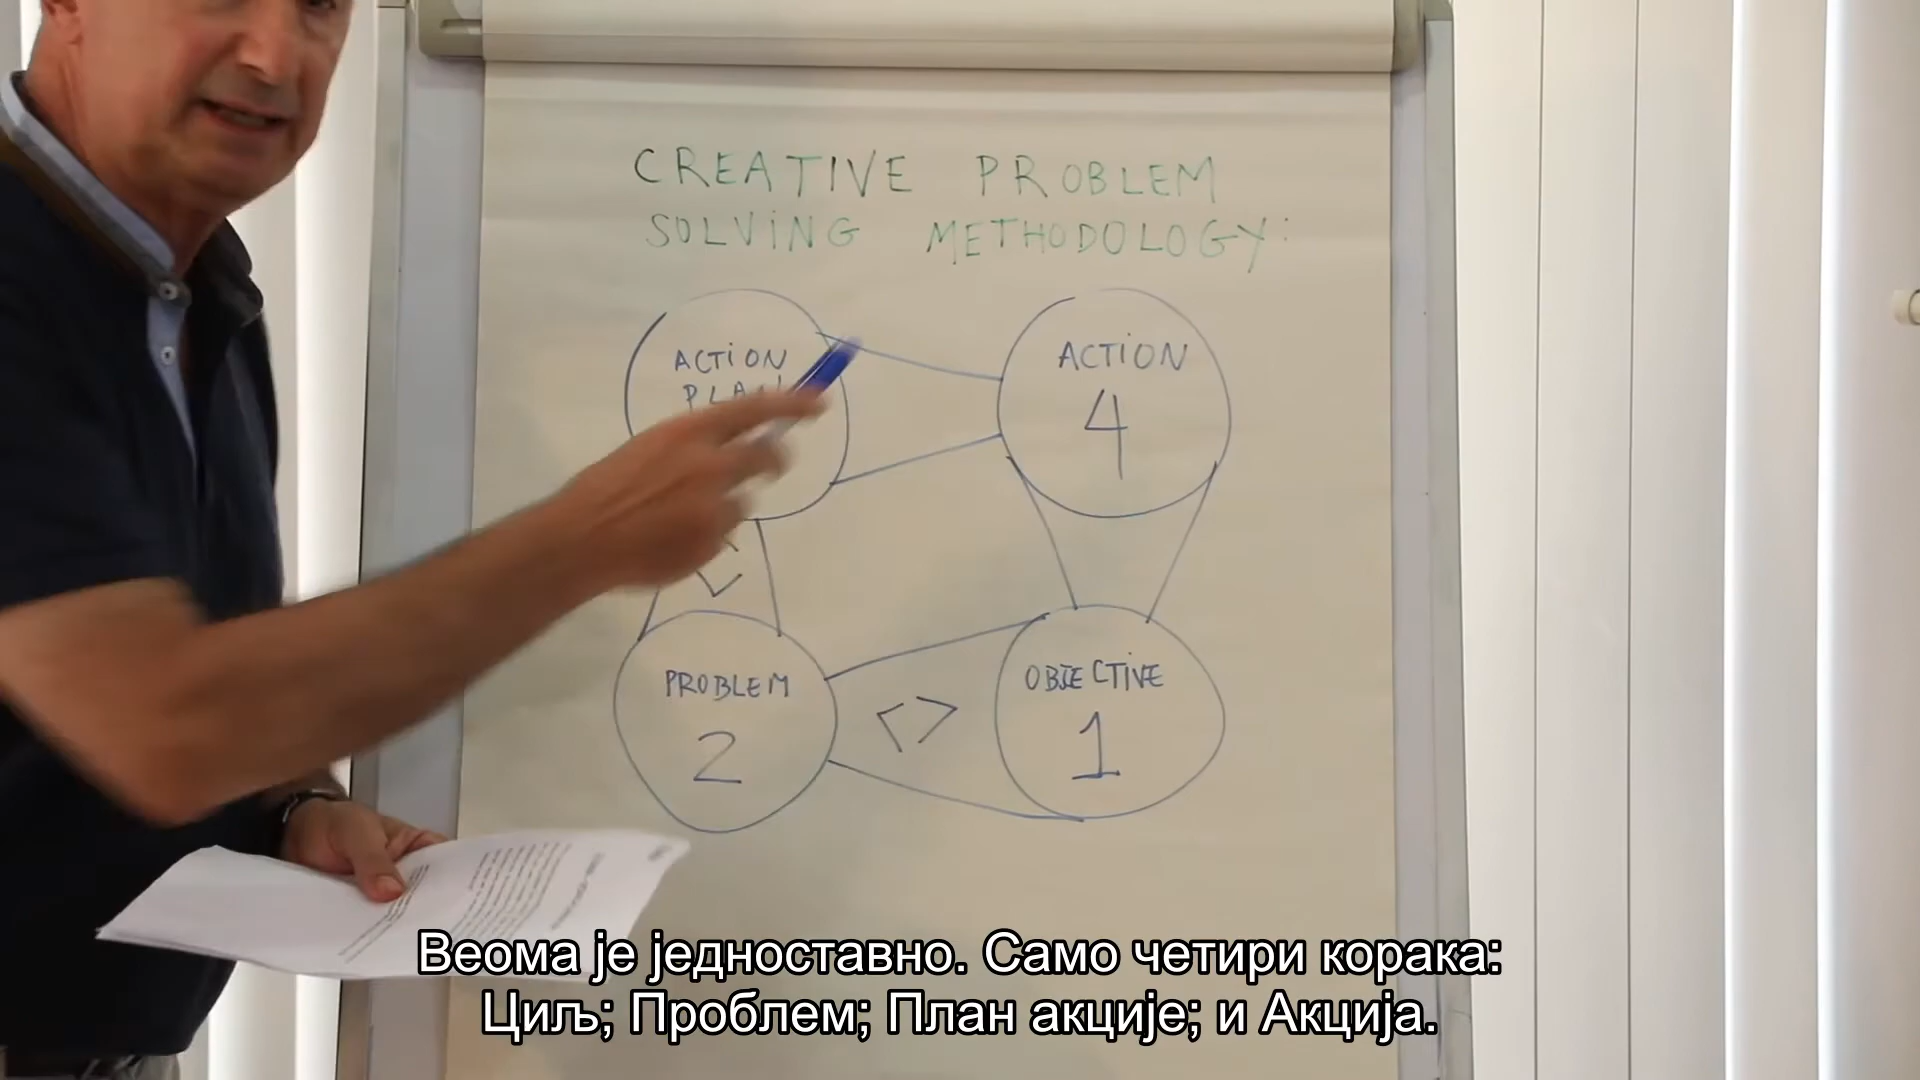 CREATIVE PROBLEM
SOLVING METHODOLOGY:
ACTION
ACTION
4
PROBLEM
2
OBJECTIVE
1
Веома је једноставно. Само четири корака:
Циљ; Проблем; План акције; и Акција.